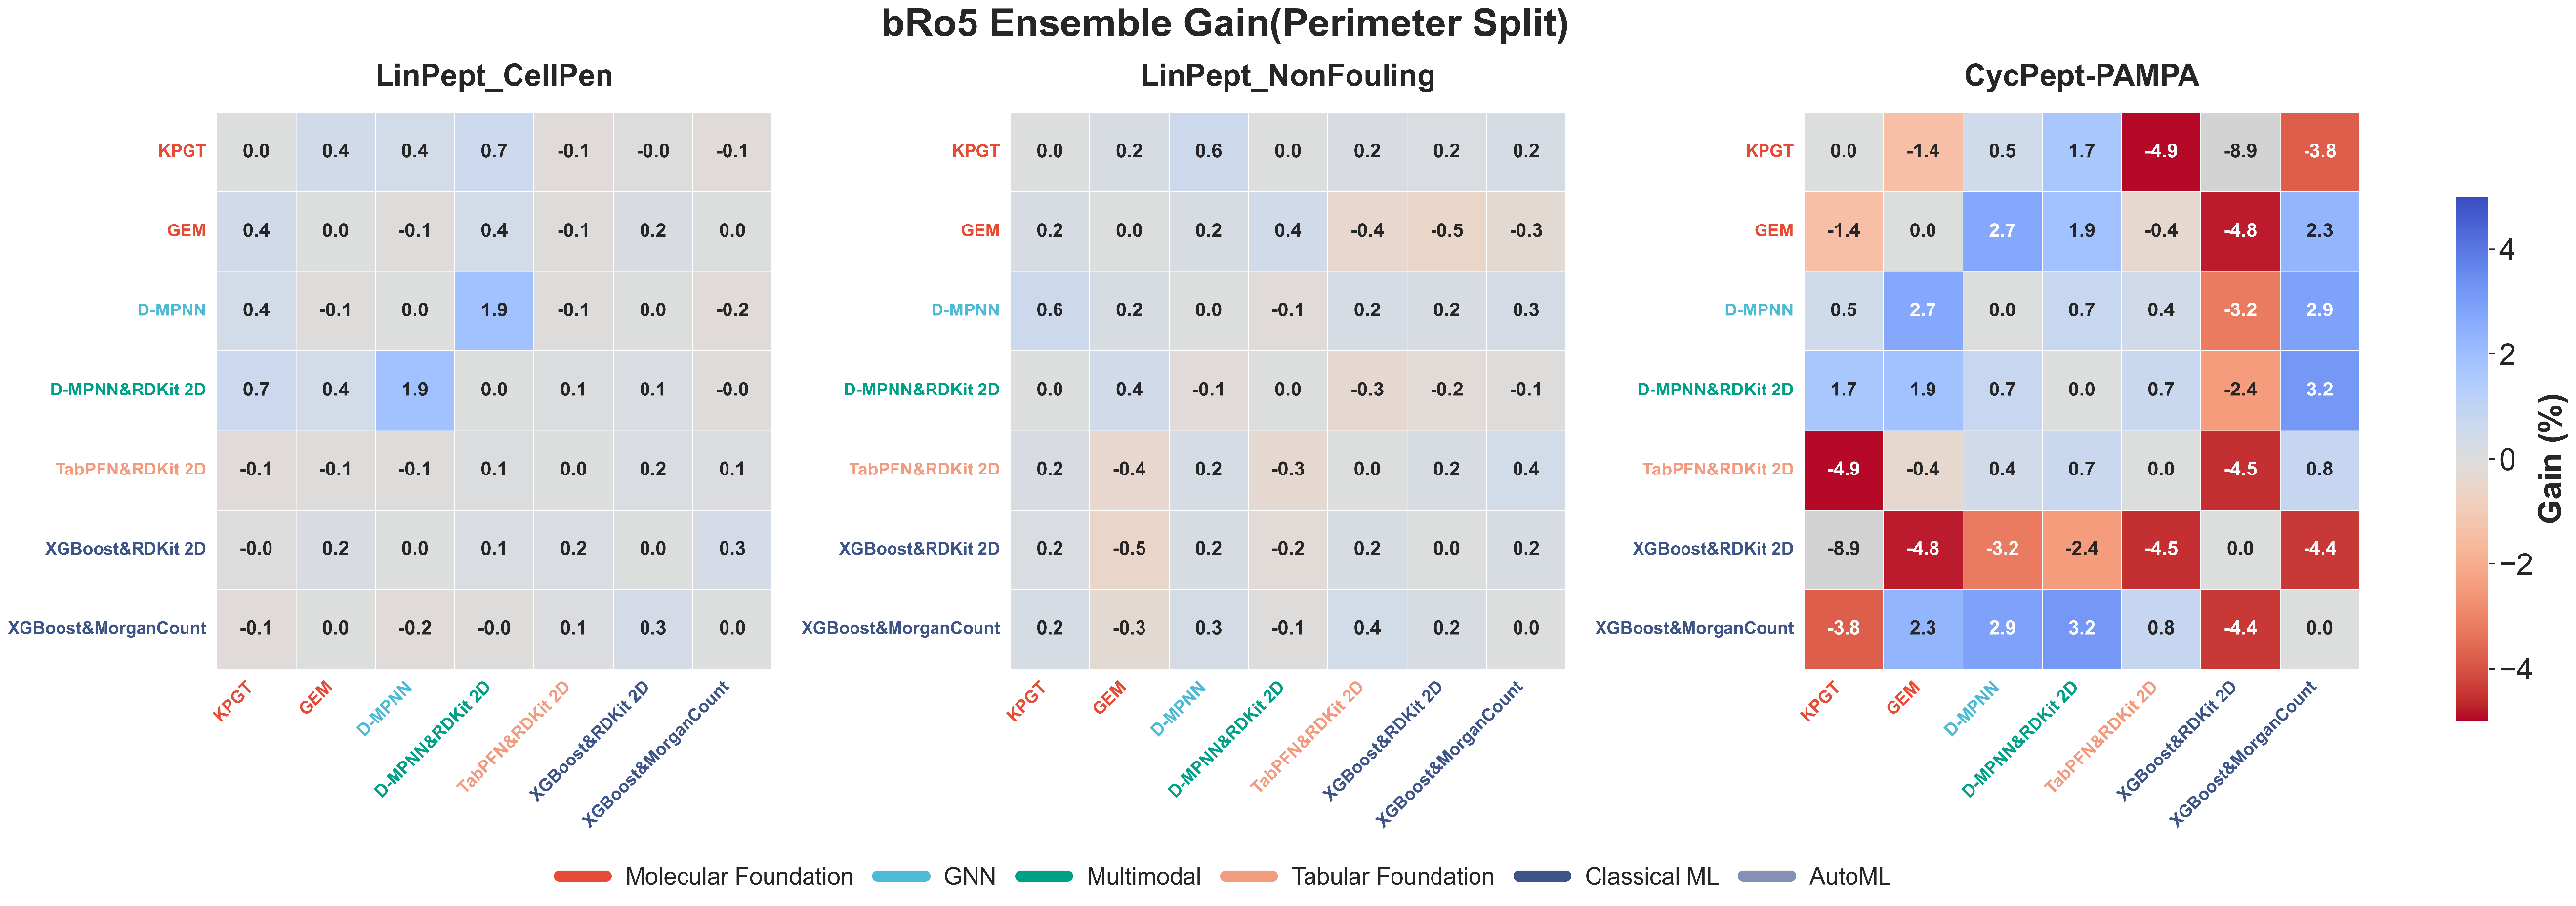 bRo5 Ensemble Gain(Perimeter Split)
LinPept_CellPen
KPGT 0.0 0.4 0.4 0.7 -0.1 -0.0 -0.1
GEM 0.4 0.0 -0.1 0.4 -0.1 0.2 0.0
D-MPNN 0.4 -0.1 0.0 1.9 -0.1 0.0 -0.2
D-MPNN&RDKit 2D 0.7 0.4 1.9 0.0 0.1 0.1 -0.0
TabPFN&RDKit 2D -0.1 -0.1 -0.1 0.1 0.0 0.2 0.1
XGBoost&RDKit 2D -0.0 0.2 0.0 0.1 0.2 0.0 0.3
XGBoost&MorganCount -0.1 0.0 -0.2 -0.0 0.1 0.3 0.0
KPGT
GEM
D-MPNN
D-MPNN&RDKit 2D
TabPFN&RDKit 2D
XGBoost&RDKit 2D
XGBoost&MorganCount
LinPept_NonFouling
KPGT 0.0 0.2 0.6 0.0 0.2 0.2 0.2
GEM 0.2 0.0 0.2 0.4 -0.4 -0.5 -0.3
D-MPNN 0.6 0.2 0.0 -0.1 0.2 0.2 0.3
D-MPNN&RDKit 2D 0.0 0.4 -0.1 0.0 -0.3 -0.2 -0.1
TabPFN&RDKit 2D 0.2 -0.4 0.2 -0.3 0.0 0.2 0.4
XGBoost&RDKit 2D 0.2 -0.5 0.2 -0.2 0.2 0.0 0.2
XGBoost&MorganCount 0.2 -0.3 0.3 -0.1 0.4 0.2 0.0
KPGT
GEM
D-MPNN
D-MPNN&RDKit 2D
TabPFN&RDKit 2D
XGBoost&RDKit 2D
XGBoost&MorganCount
CycPept-PAMPA
KPGT 0.0 -1.4 0.5 1.7 -4.9 -8.9 -3.8
GEM -1.4 0.0 2.7 1.9 -0.4 -4.8 2.3
D-MPNN 0.5 2.7 0.0 0.7 0.4 -3.2 2.9
D-MPNN&RDKit 2D 1.7 1.9 0.7 0.0 0.7 -2.4 3.2
TabPFN&RDKit 2D -4.9 -0.4 0.4 0.7 0.0 -4.5 0.8
XGBoost&RDKit 2D -8.9 -4.8 -3.2 -2.4 -4.5 0.0 -4.4
XGBoost&MorganCount -3.8 2.3 2.9 3.2 0.8 -4.4 0.0
KPGT
GEM
D-MPNN
D-MPNN&RDKit 2D
TabPFN&RDKit 2D
XGBoost&RDKit 2D
XGBoost&MorganCount
4
2
0
−2
−4
Gain (%)
Molecular Foundation GNN Multimodal Tabular Foundation Classical ML AutoML